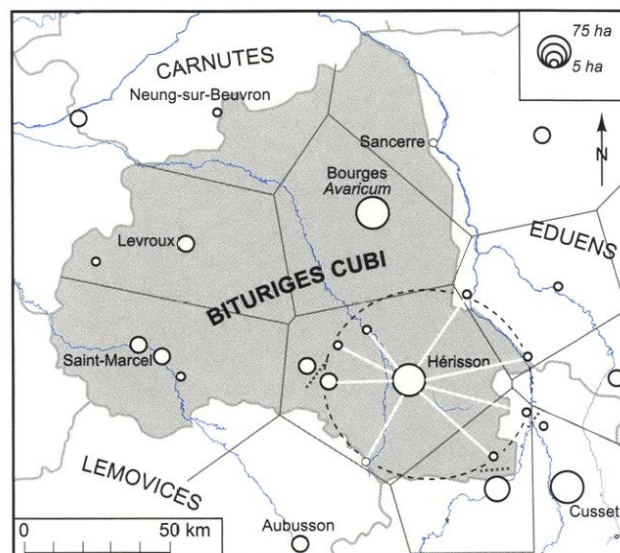 75 ha
5 ha
CARNUTES
Neung-sur-Beuvron
N
Sancerre
Bourges
Avaricum
EDUENS
Levroux
BITURIGES CUBI
Hérisson
Saint-Marcel
LEMOVICES
Cusset
Aubusson
0 50 km